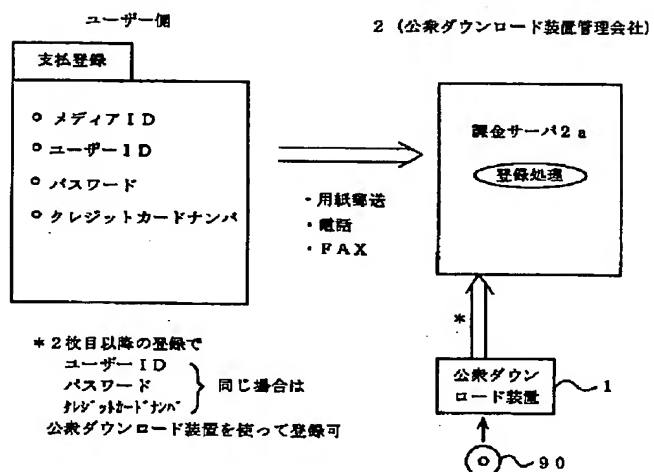 ユーザー側
2 (公衆ダウンロード装置管理会社)
支払登録
○ メディアID
○ ユーザーID
○ パスワード
○ クレジットカードナンバ
・用紙郵送
・電話
・FAX
課金サーバ2a
登録処理
*
*2枚目以降の登録で
ユーザーID
パスワード
クレジットカードナンバ
同じ場合は
公衆ダウンロード装置を使って登録可
公衆ダウン
ロード装置
1
90